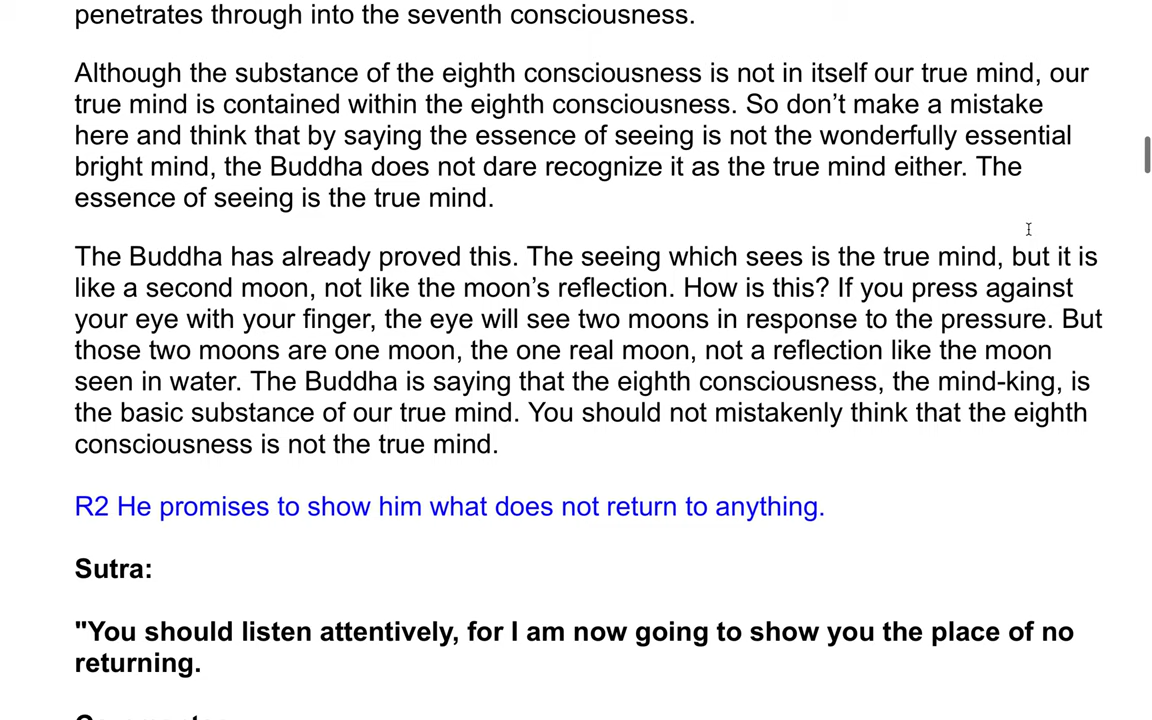 penetrates through into the seventh consciousness.
Although the substance of the eighth consciousness is not in itself our true mind, our
true mind is contained within the eighth consciousness. So don't make a mistake
here and think that by saying the essence of seeing is not the wonderfully essential
bright mind, the Buddha does not dare recognize it as the true mind either. The
essence of seeing is the true mind.
The Buddha has already proved this. The seeing which sees is the true mind, but it is
like a second moon, not like the moon's reflection. How is this? If you press against
your eye with your finger, the eye will see two moons in response to the pressure. But
those two moons are one moon, the one real moon, not a reflection like the moon
seen in water. The Buddha is saying that the eighth consciousness, the mind-king, is
the basic substance of our true mind. You should not mistakenly think that the eighth
consciousness is not the true mind.
R2 He promises to show him what does not return to anything.
Sutra:
"You should listen attentively, for I am now going to show you the place of no
returning.